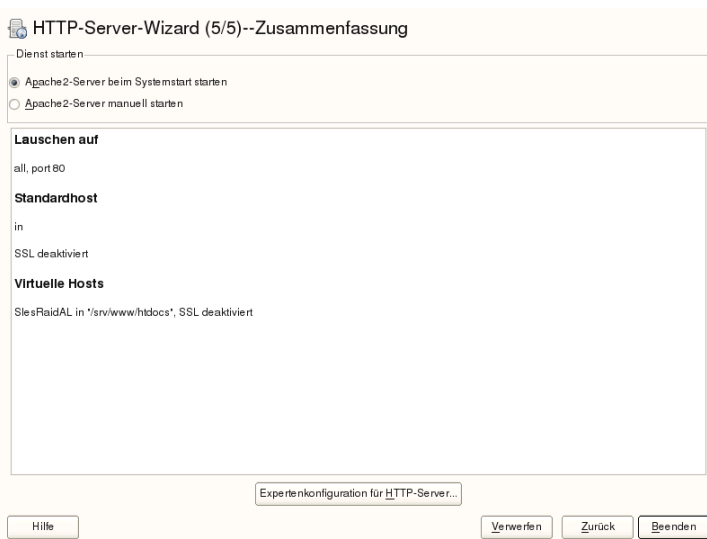 HTTP-Server-Wizard (5/5)--Zusammenfassung
Dienst starten
Apache2-Server beim Systemstart starten
Apache2-Server manuell starten
Lauschen auf
all, port 80
Standardhost
in
SSL deaktiviert
Virtuelle Hosts
SlesRaidAL in "/srv/www/htdocs", SSL deaktiviert
Expertenkonfiguration für HTTP-Server...
Hilfe
Verwerfen
Zurück
Beenden